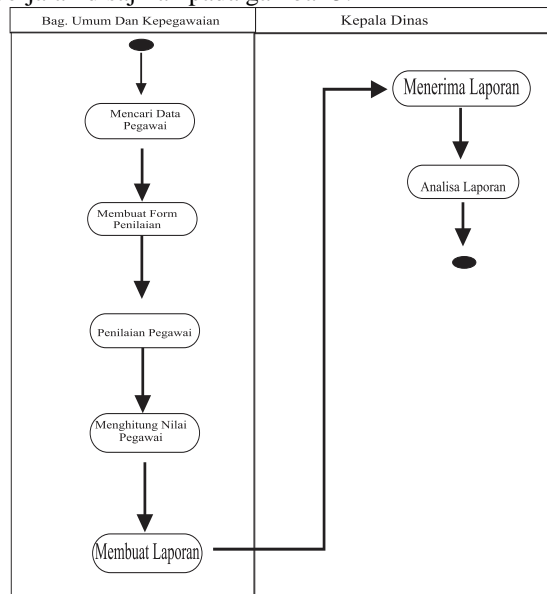 Bag. Umum Dan Kepegawaian
Kepala Dinas
Mencari Data
Pegawai
Membuat Form
Penilaian
Penilaian Pegawai
Menghitung Nilai
Pegawai
Membuat Laporan
Menerima Laporan
Analisa Laporan